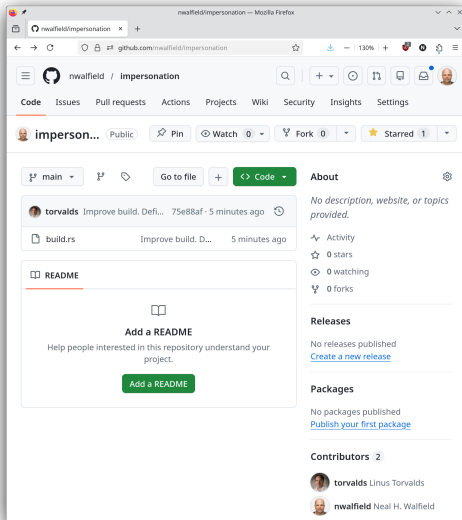 nwalfield/impersonation — Mozilla Firefox
nwalfield/impersonation
github.com/nwalfield/impersonation
130%
nwalfield / impersonation
Code Issues Pull requests Actions Projects Wiki Security Insights Settings
imperson... Public Pin Watch 0 Fork 0 Starred 1
main Go to file + Code
torvalds Improve build. Defi... 75e88af · 5 minutes ago
build.rs Improve build. D... 5 minutes ago
README
Add a README
Help people interested in this repository understand your
project.
Add a README
About
No description, website, or topics
provided.
Activity
0 stars
0 watching
0 forks
Releases
No releases published
Create a new release
Packages
No packages published
Publish your first package
Contributors 2
torvalds Linus Torvalds
nwalfield Neal H. Walfield